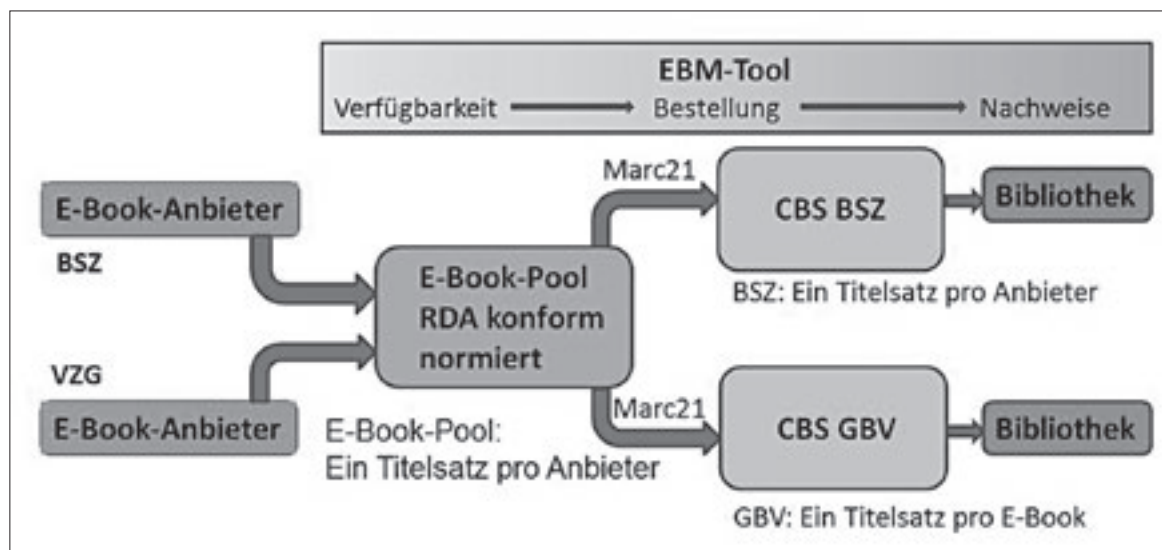 EBM-Tool
Verfügbarkeit Bestellung Nachweise
E-Book-Anbieter
BSZ
VZG
E-Book-Anbieter
E-Book-Pool
RDA konform
normiert
E-Book-Pool:
Ein Titelsatz pro Anbieter
Marc21
CBS BSZ
Bibliothek
BSZ: Ein Titelsatz pro Anbieter
Marc21
CBS GBV
Bibliothek
GBV: Ein Titelsatz pro E-Book